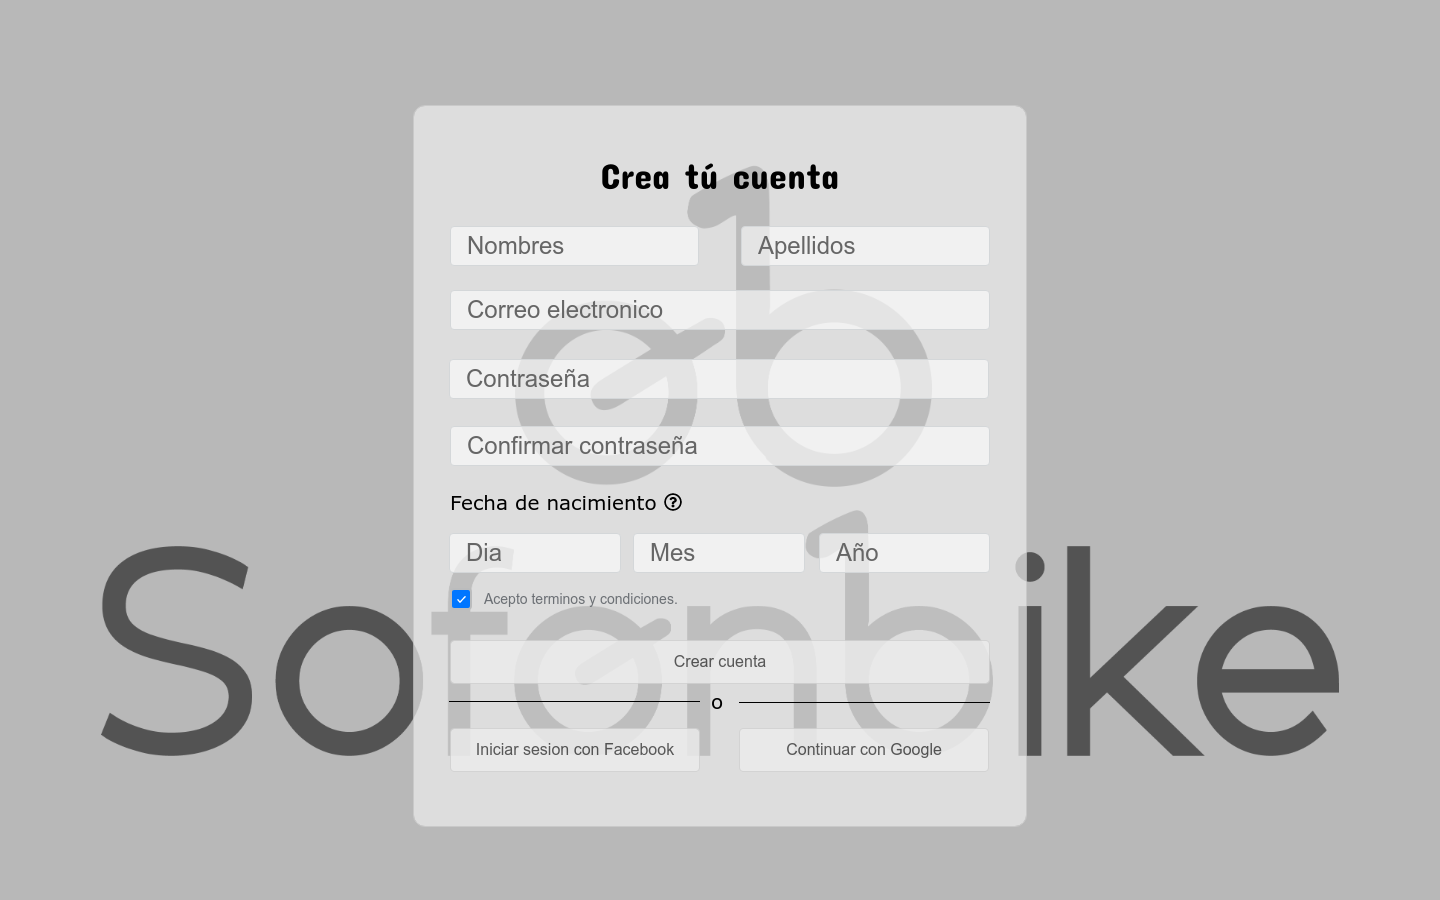 Crea tú cuenta
Nombres Apellidos
Correo electronico
Contraseña
Confirmar contraseña
Fecha de nacimiento ?
Dia Mes Año
Acepto terminos y condiciones.
Sofonbike
Crear cuenta
o
Iniciar sesion con Facebook Continuar con Google